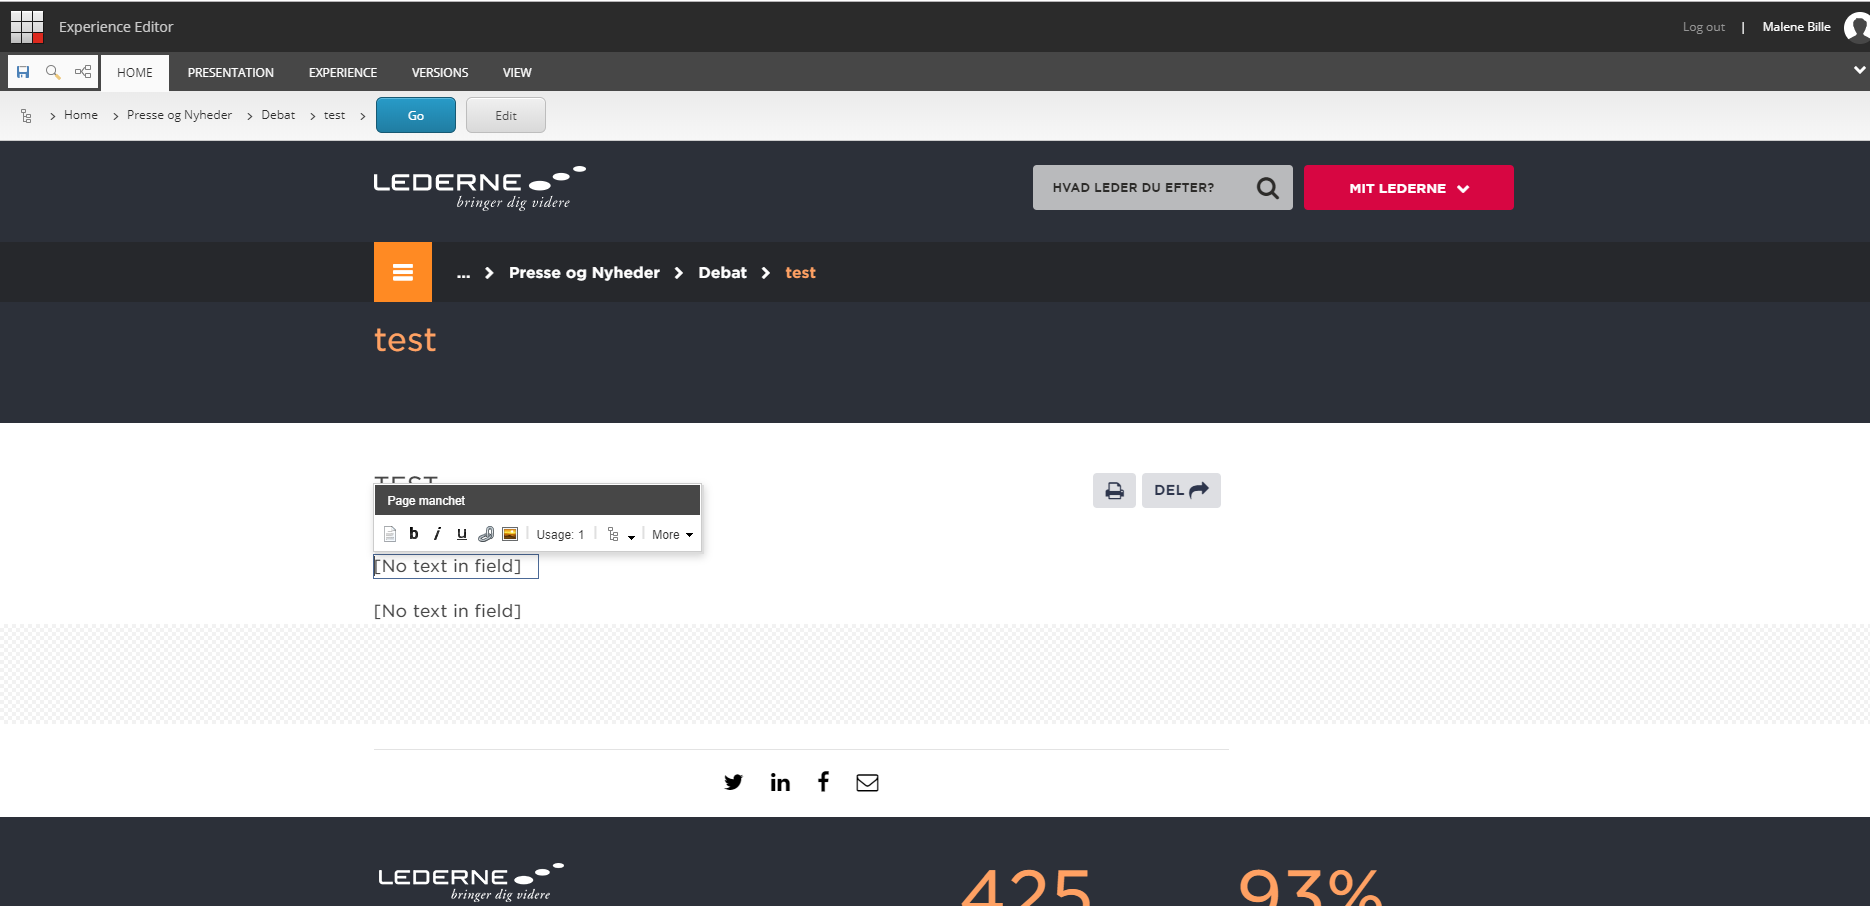 Experience Editor
Log out | Malene Bille
HOME PRESENTATION EXPERIENCE VERSIONS VIEW
Home > Presse og Nyheder > Debat > test > Go Edit
LEDERNE
bringer dig videre
HVAD LEDER DU EFTER?
MIT LEDERNE
... > Presse og Nyheder > Debat > test
test
TEST
DEL
Page manchet
b i u Usage: 1 More
[No text in field]
[No text in field]
LEDERNE
bringer dig videre
425 93%